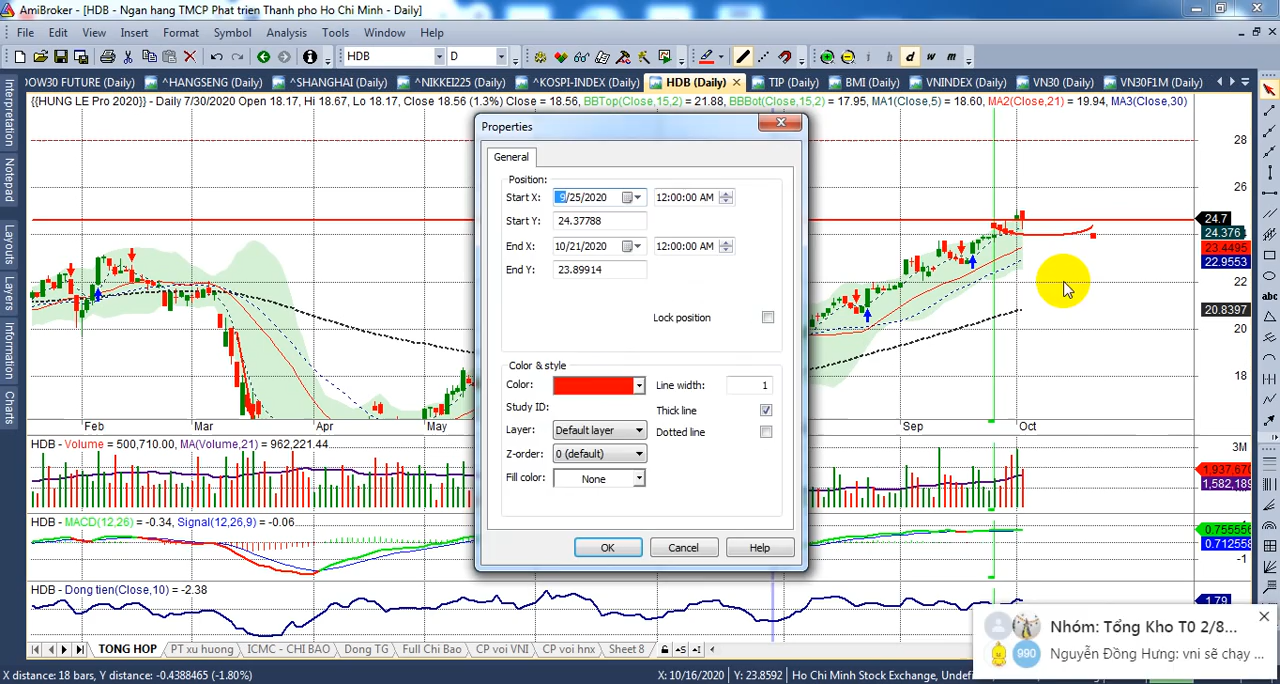 AmiBroker - [HDB - Ngan hang TMCP Phat trien Thanh pho Ho Chi Minh - Daily]
File Edit View Insert Format Symbol Analysis Tools Window Help
HDB D i h d w m
OW30 FUTURE (Daily) ^HANGSENG (Daily) ^SHANGHAI (Daily) ^NIKKEI225 (Daily) ^KOSPI-INDEX (Daily) HDB (Daily) TIP (Daily) BMI (Daily) VNINDEX (Daily) VN30 (Daily) VN30F1M (Daily)
{{HUNG LE Pro 2020}} - Daily 7/30/2020 Open 18.17, Hi 18.67, Lo 18.17, Close 18.56 (1.3%) Close = 18.56, BBTop(Close,15,2) = 21.88, BBBot(Close,15,2) = 17.95, MA1(Close,5) = 18.60, MA2(Close,21) = 19.94, MA3(Close,30)
Interpretation
Notepad
Layouts
Layers
Information
Charts
Properties
General
Position:
Start X: 9/25/2020 12:00:00 AM
Start Y: 24.37788
End X: 10/21/2020 12:00:00 AM
End Y: 23.89914
Lock position
Color & style
Color: Line width: 1
Study ID: Thick line
Layer: Default layer Dotted line
Z-order: 0 (default)
Fill color: None
OK Cancel Help
28
26
24.7
24.376
23.4495
22.9553
22
20.8397
20
18
abc
Feb Mar Apr May Sep Oct
HDB - Volume = 500,710.00, MA(Volume,21) = 962,221.44
3M
1,937,670
1,582,189
HDB - MACD(12,26) = -0.34, Signal(12,26,9) = -0.06
0.755556
0.712558
-1
HDB - Dong tien(Close,10) = -2.38
1.79
Nhóm: Tổng Kho T0 2/8...
990 Nguyễn Đồng Hưng: vni sẽ chạy ...
TONG HOP PT xu huong ICMC - CHI BAO Dong TG Full Chi Bao CP voi VNI CP voi hnx Sheet 8
X distance: 18 bars, Y distance: -0.4388465 (-1.80%) X: 10/16/2020 Y: 23.8592 Ho Chi Minh Stock Exchange, Undef